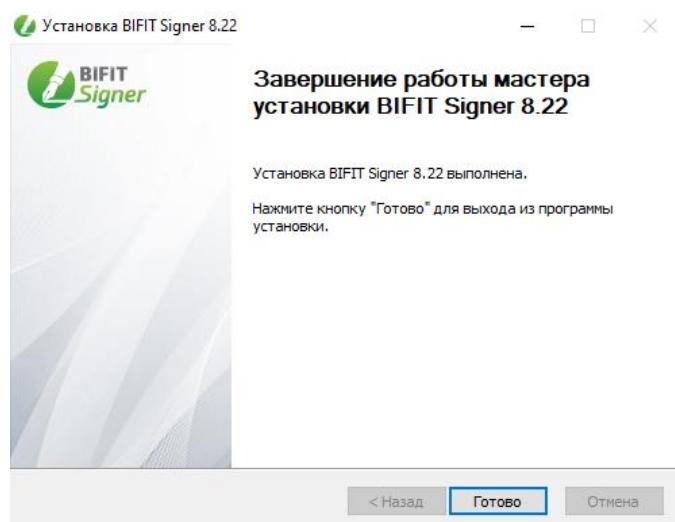 Установка BIFIT Signer 8.22
BIFIT
Signer
Завершение работы мастера
установки BIFIT Signer 8.22
Установка BIFIT Signer 8.22 выполнена.
Нажмите кнопку "Готово" для выхода из программы
установки.
< Назад
Готово
Отмена